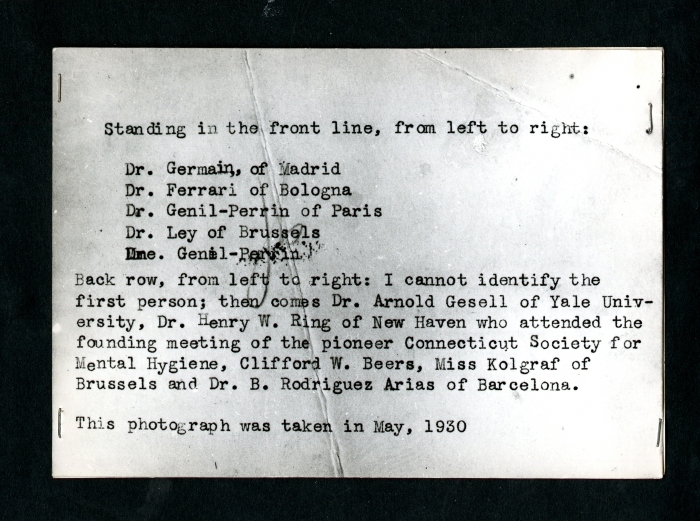 Standing in the front line, from left to right:
Dr. Germain, of Madrid
Dr. Ferrari of Bologna
Dr. Genil-Perrin of Paris
Dr. Ley of Brussels
Mme. Genil-Perrin
Back row, from left to right: I cannot identify the
first person; then comes Dr. Arnold Gesell of Yale Univ-
ersity, Dr. Henry W. Ring of New Haven who attended the
founding meeting of the pioneer Connecticut Society for
Mental Hygiene, Clifford W. Beers, Miss Kolgraf of
Brussels and Dr. B. Rodriguez Arias of Barcelona.
This photograph was taken in May, 1930